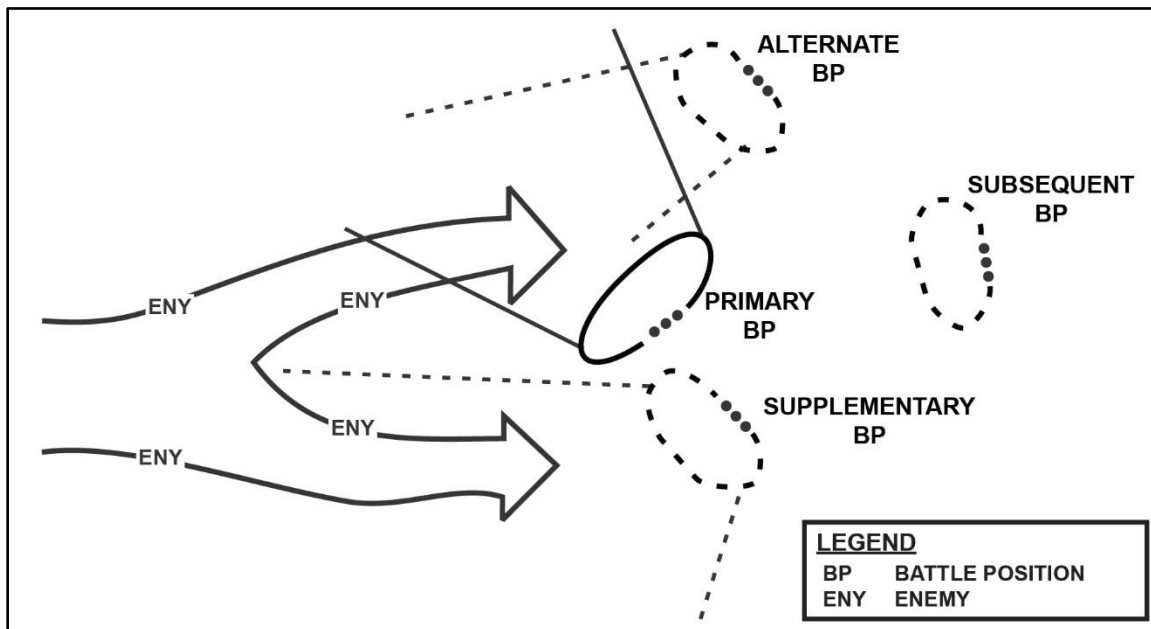 ALTERNATE
BP
SUBSEQUENT
BP
ENY
ENY
PRIMARY
BP
SUPPLEMENTARY
BP
ENY
ENY
LEGEND
BP BATTLE POSITION
ENY ENEMY